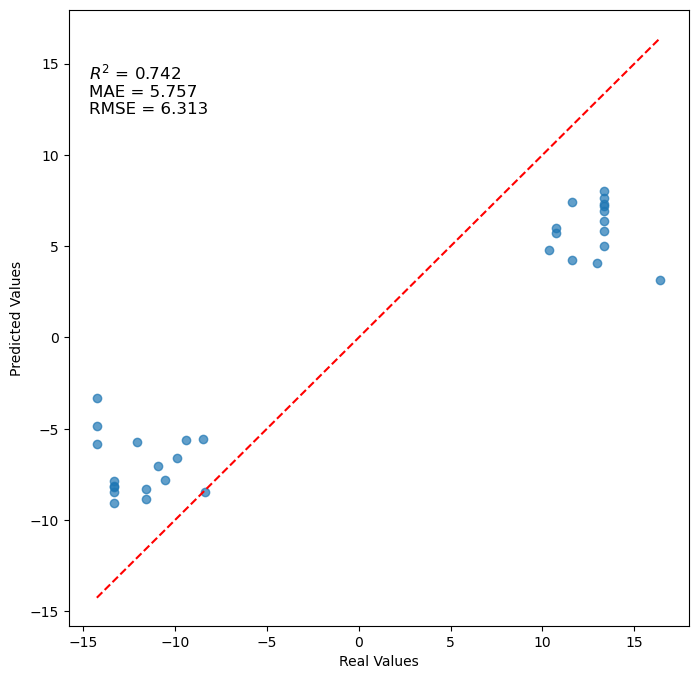 R² = 0.742
MAE = 5.757
RMSE = 6.313
15
10
5
0
−5
−10
−15
Predicted Values
−15 −10 −5 0 5 10 15
Real Values